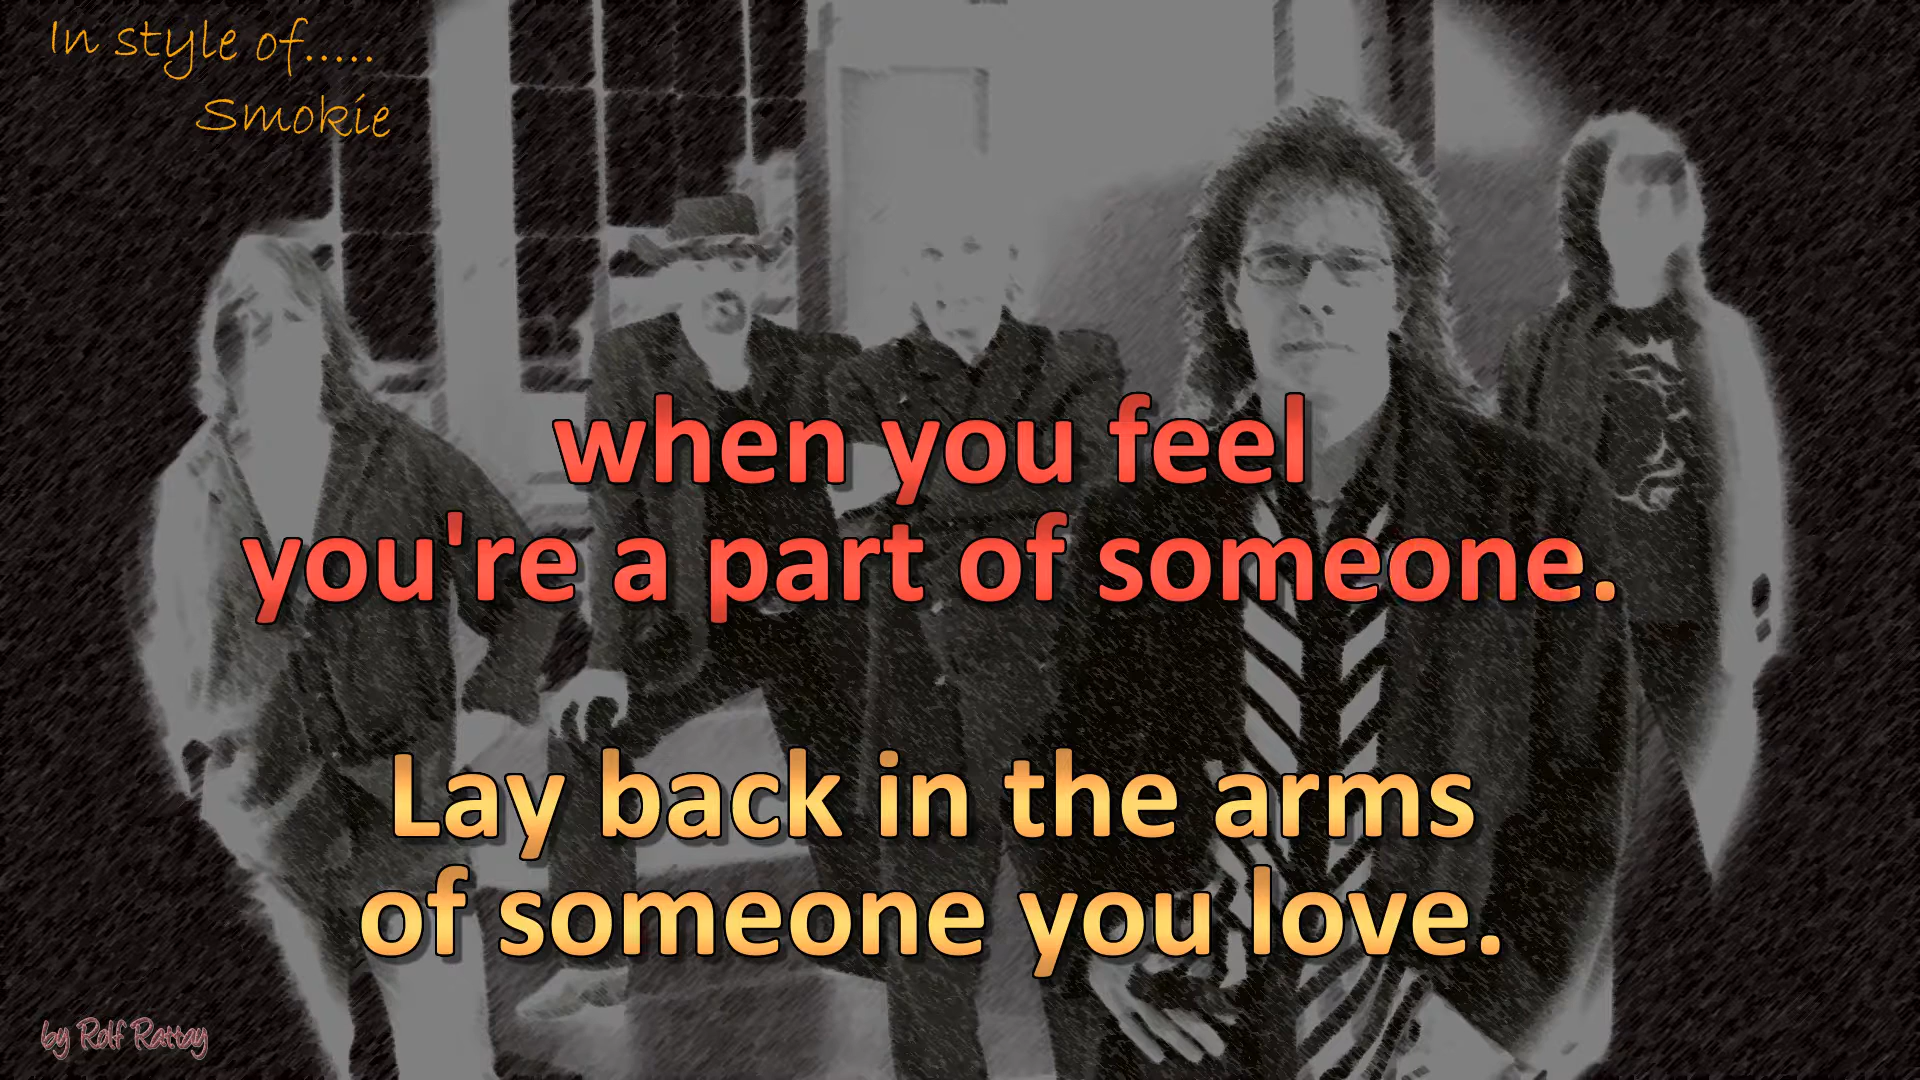 In style of.....
Smokie
when you feel
you're a part of someone.
Lay back in the arms
of someone you love.
by Rolf Rattay